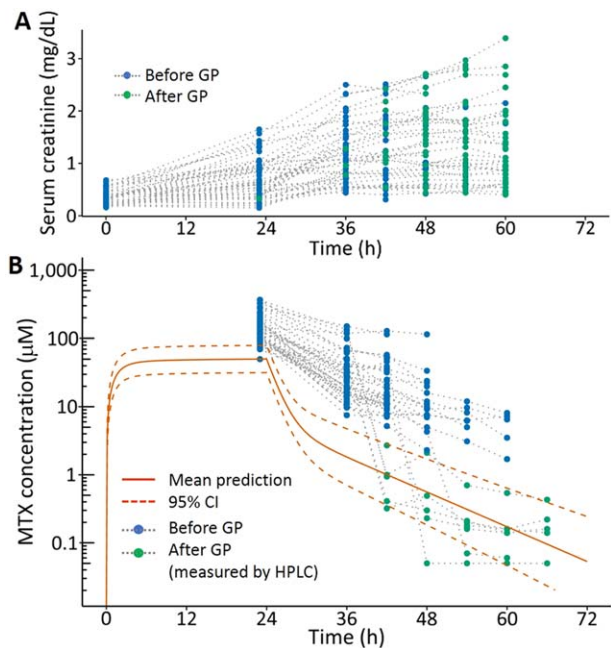 A
Serum creatinine (mg/dL)
3
2
1
0
Before GP
After GP
0 12 24 36 48 60 72
Time (h)
B
MTX concentration (μM)
1,000
100
10
1
0.1
Mean prediction
95% CI
Before GP
After GP
(measured by HPLC)
0 12 24 36 48 60 72
Time (h)